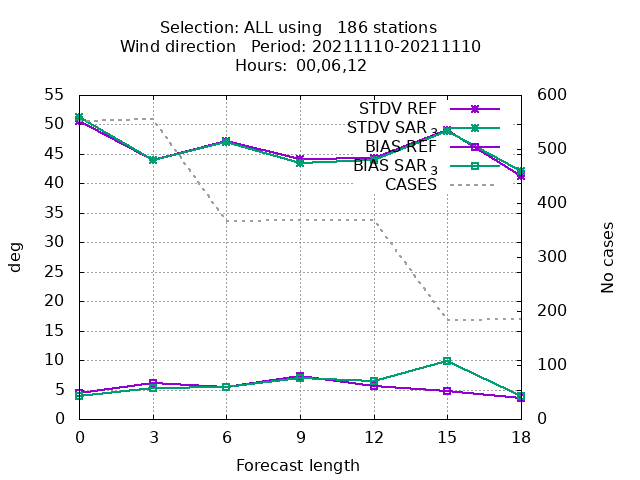 Selection: ALL using   186 stations
Wind direction   Period: 20211110-20211110
Hours:  00,06,12
55
50
45
40
35
30
25
20
15
10
5
0
600
500
400
300
200
100
0
STDV REF
STDV SAR 3
BIAS REF
BIAS SAR 3
CASES
deg
No cases
0 3 6 9 12 15 18
Forecast length